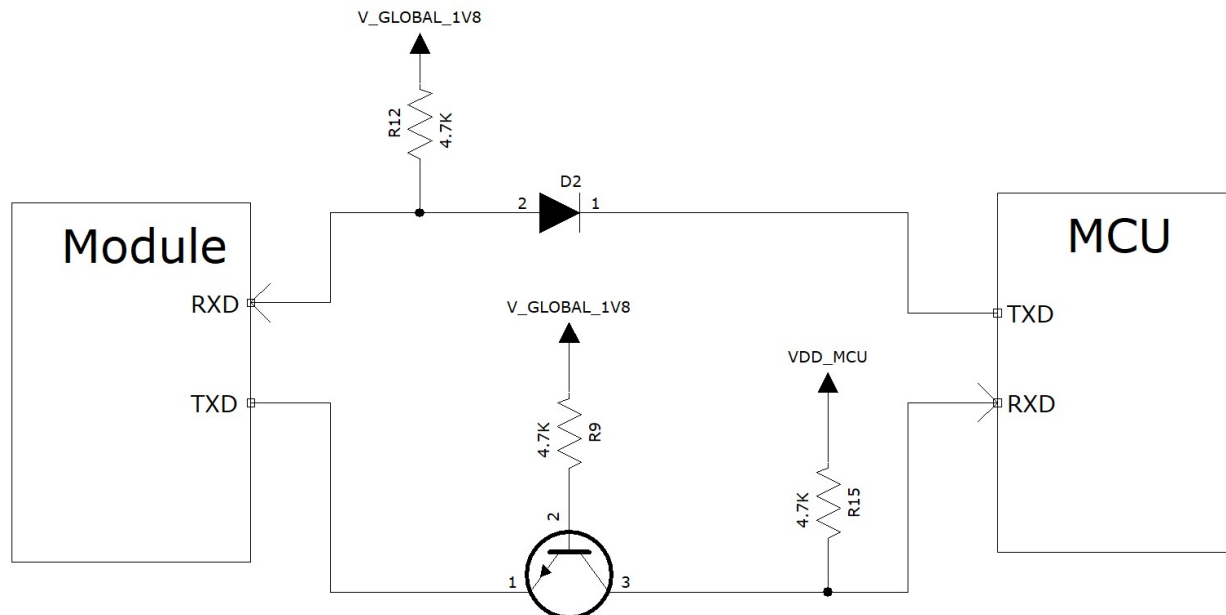 V_GLOBAL_1V8
R12
4.7K
D2
2
1
Module
MCU
RXD
TXD
V_GLOBAL_1V8
VDD_MCU
TXD
RXD
4.7K
R9
4.7K
R15
2
1
3